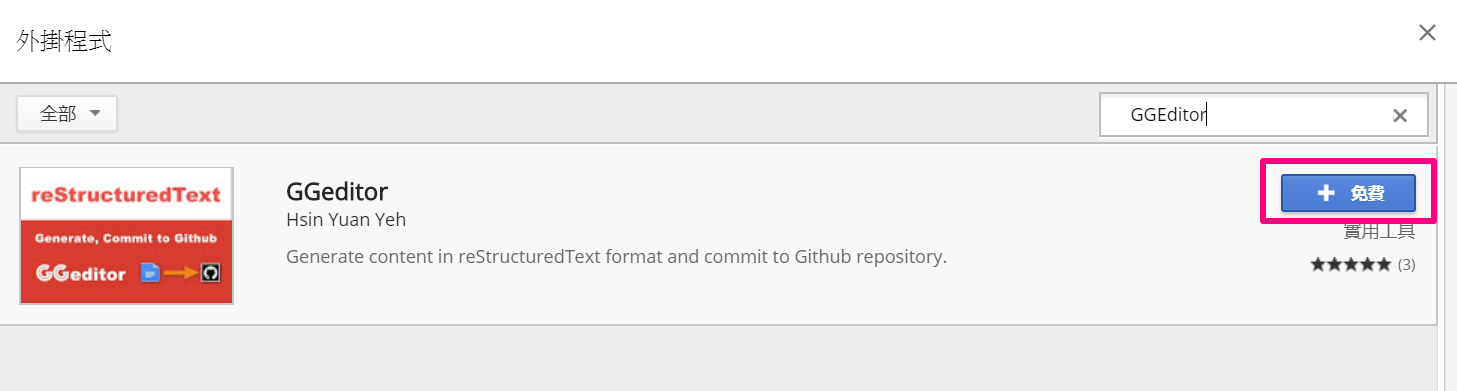 外掛程式
全部
GGEditor
reStructuredText
Generate, Commit to Github
GGeditor
GGeditor
Hsin Yuan Yeh
Generate content in reStructuredText format and commit to Github repository.
免費
實用工具
(3)